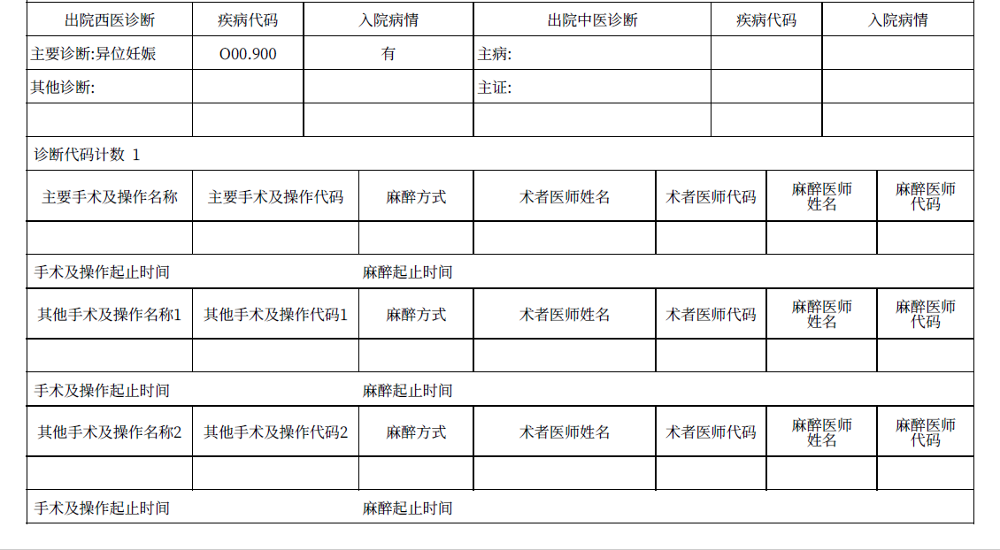 出院西医诊断 疾病代码 入院病情 出院中医诊断 疾病代码 入院病情
主要诊断:异位妊娠 O00.900 有 主病:
其他诊断: 主证:
诊断代码计数 1
主要手术及操作名称 主要手术及操作代码 麻醉方式 术者医师姓名 术者医师代码 麻醉医师姓名 麻醉医师代码
手术及操作起止时间 麻醉起止时间
其他手术及操作名称1 其他手术及操作代码1 麻醉方式 术者医师姓名 术者医师代码 麻醉医师姓名 麻醉医师代码
手术及操作起止时间 麻醉起止时间
其他手术及操作名称2 其他手术及操作代码2 麻醉方式 术者医师姓名 术者医师代码 麻醉医师姓名 麻醉医师代码
手术及操作起止时间 麻醉起止时间